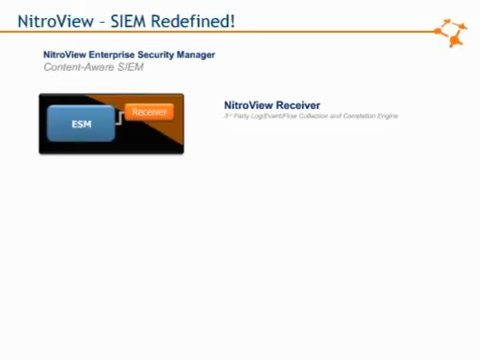 NitroView – SIEM Redefined!
NitroView Enterprise Security Manager
Content-Aware SIEM
ESM
Receiver
NitroView Receiver
3rd Party Log/Event/Flow Collection and Correlation Engine